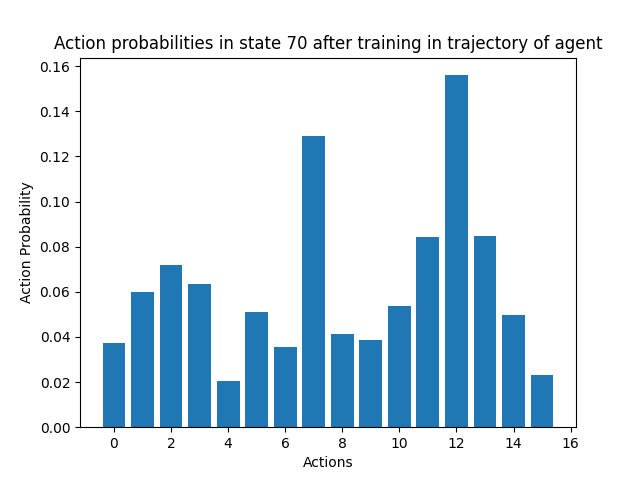 Action probabilities in state 70 after training in trajectory of agent
0.16
0.14
0.12
0.10
0.08
0.06
0.04
0.02
0.00
Action Probability
0 2 4 6 8 10 12 14 16
Actions